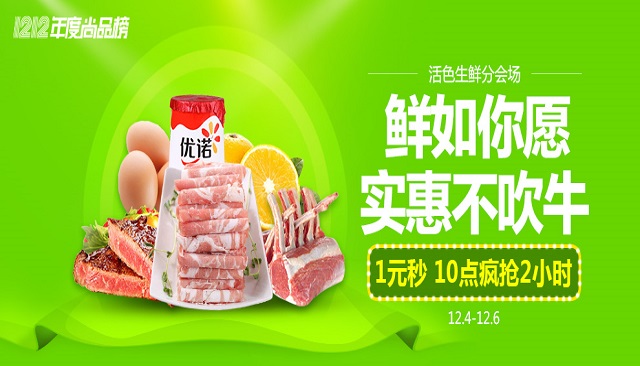 1212年度尚品榜
活色生鲜分会场
鲜如你愿
实惠不吹牛
1元秒 10点疯抢2小时
12.4-12.6
优诺